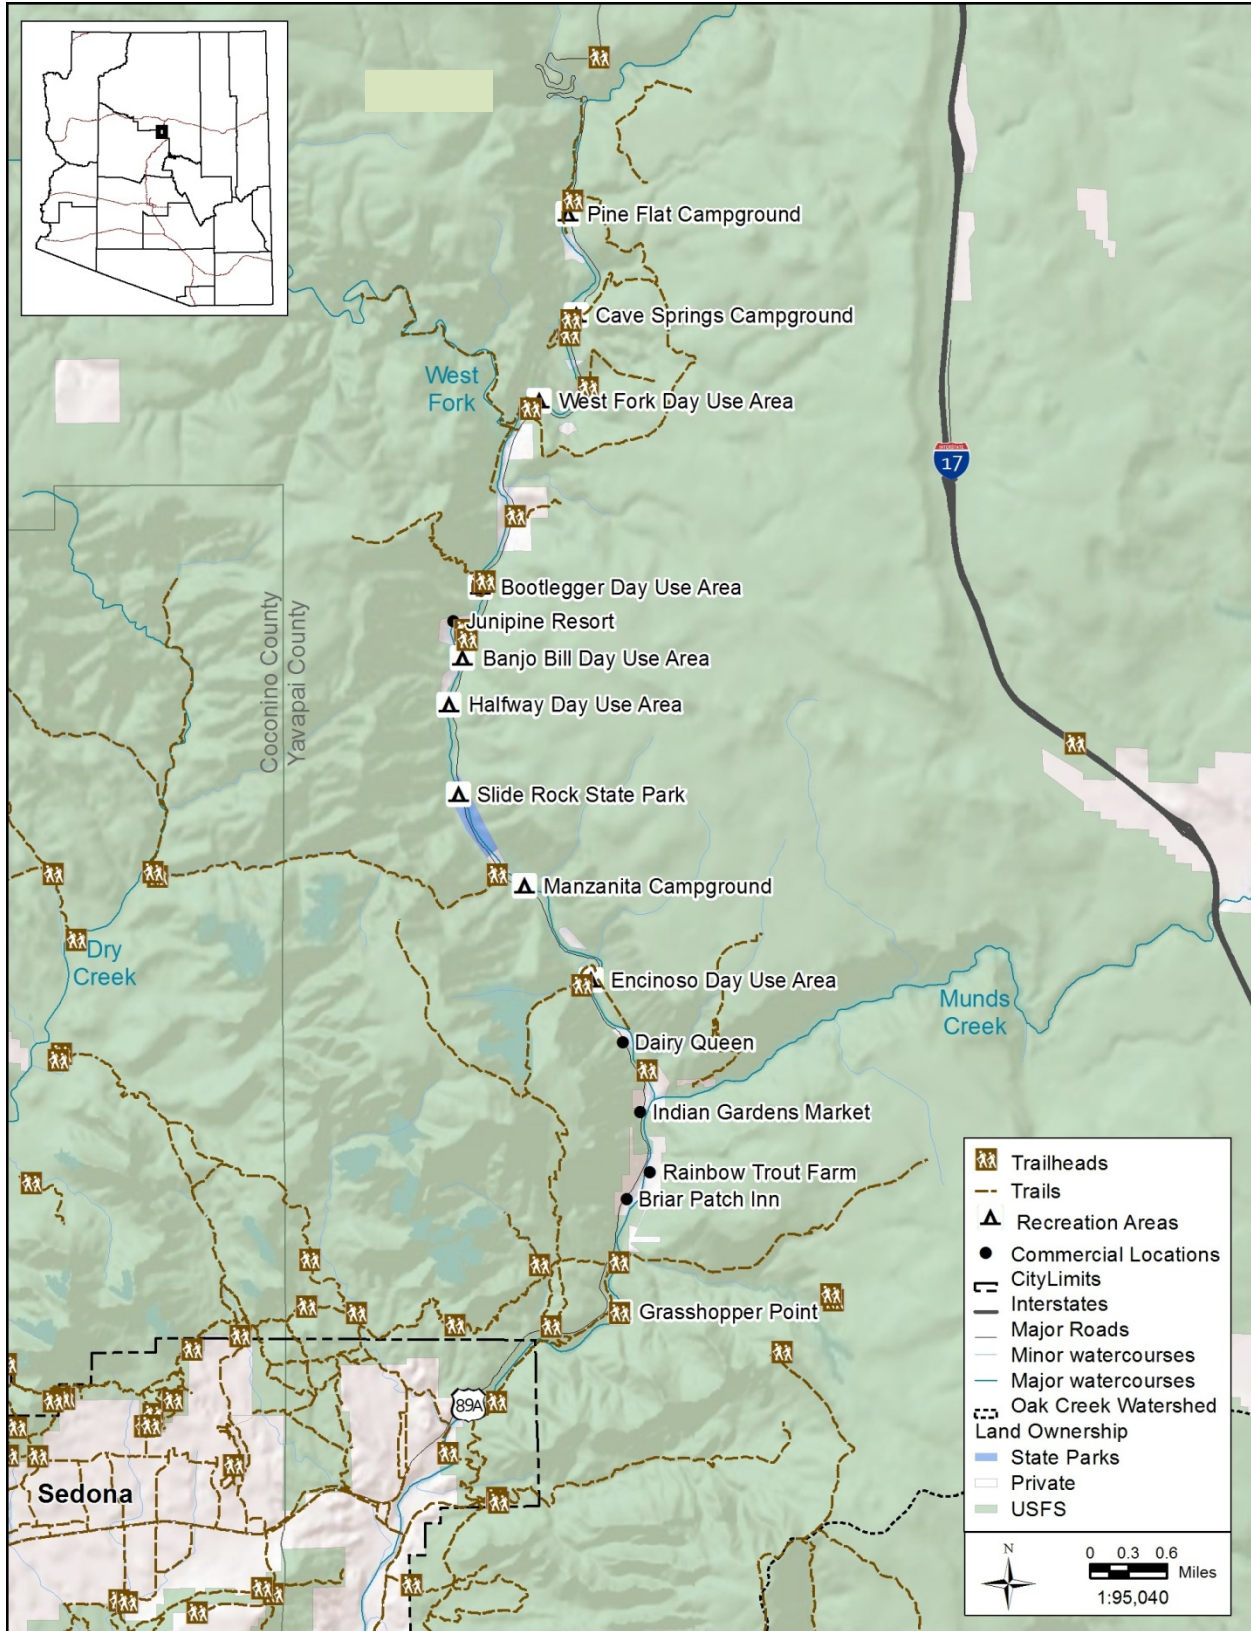 Pine Flat Campground
Cave Springs Campground
West
Fork
West Fork Day Use Area
INTERSTATE
17
Bootlegger Day Use Area
Coconino County
Yavapai County
Junipine Resort
Banjo Bill Day Use Area
Halfway Day Use Area
Slide Rock State Park
Manzanita Campground
Dry
Creek
Encinoso Day Use Area
Munds
Creek
Dairy Queen
Indian Gardens Market
Rainbow Trout Farm
Briar Patch Inn
Grasshopper Point
89A
Sedona
Trailheads
Trails
Recreation Areas
Commercial Locations
CityLimits
Interstates
Major Roads
Minor watercourses
Major watercourses
Oak Creek Watershed
Land Ownership
State Parks
Private
USFS
N
0 0.3 0.6
Miles
1:95,040